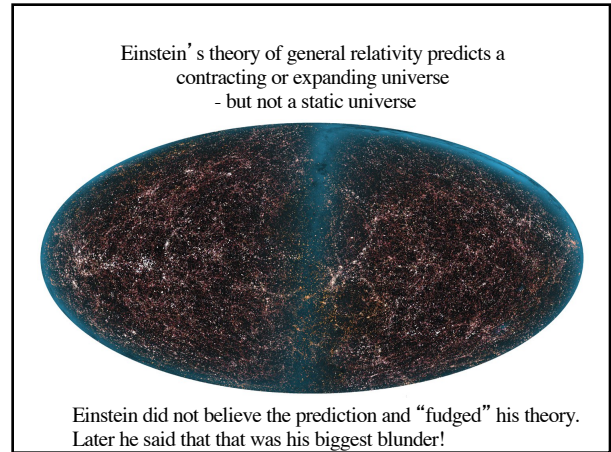 Einstein’s theory of general relativity predicts a
contracting or expanding universe
- but not a static universe
Einstein did not believe the prediction and “fudged” his theory.
Later he said that that was his biggest blunder!